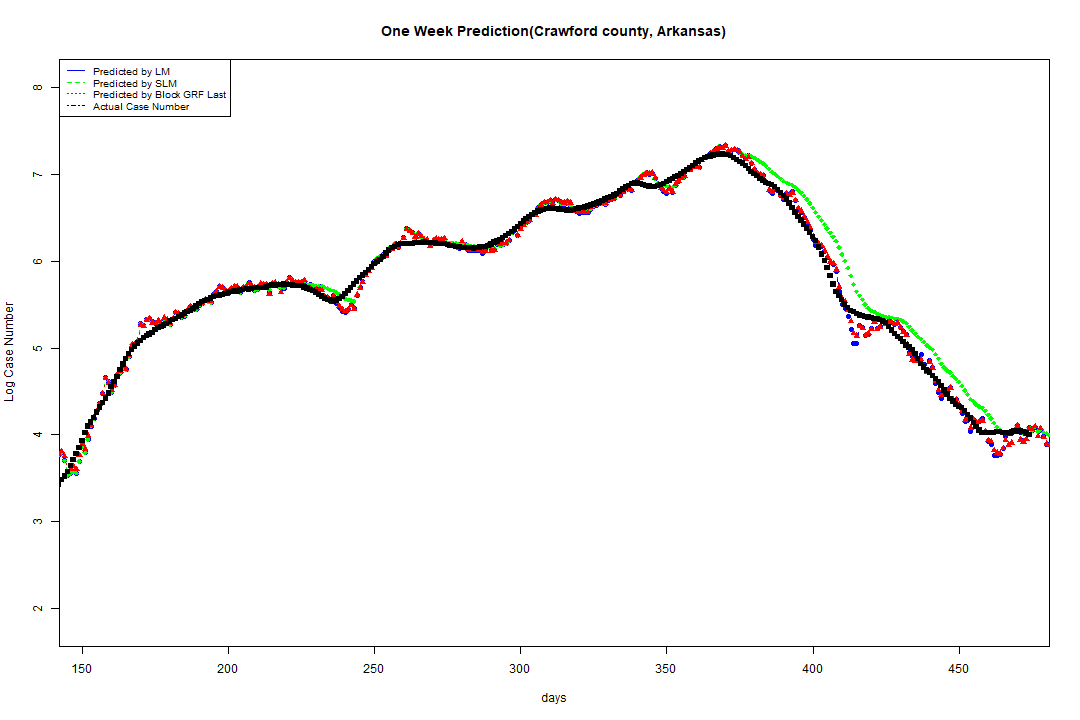 One Week Prediction(Crawford county, Arkansas)
Predicted by LM
Predicted by SLM
Predicted by Block GRF Last
Actual Case Number
8
7
6
5
4
3
2
Log Case Number
150 200 250 300 350 400 450
days